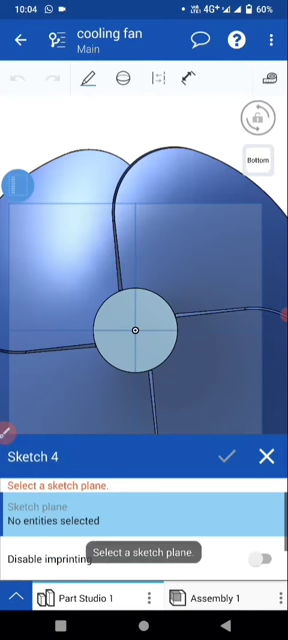 10:04
4G+
60%
cooling fan
Main
Bottom
Sketch 4
Select a sketch plane.
Sketch plane
No entities selected
Select a sketch plane.
Disable imprinting
Part Studio 1
Assembly 1